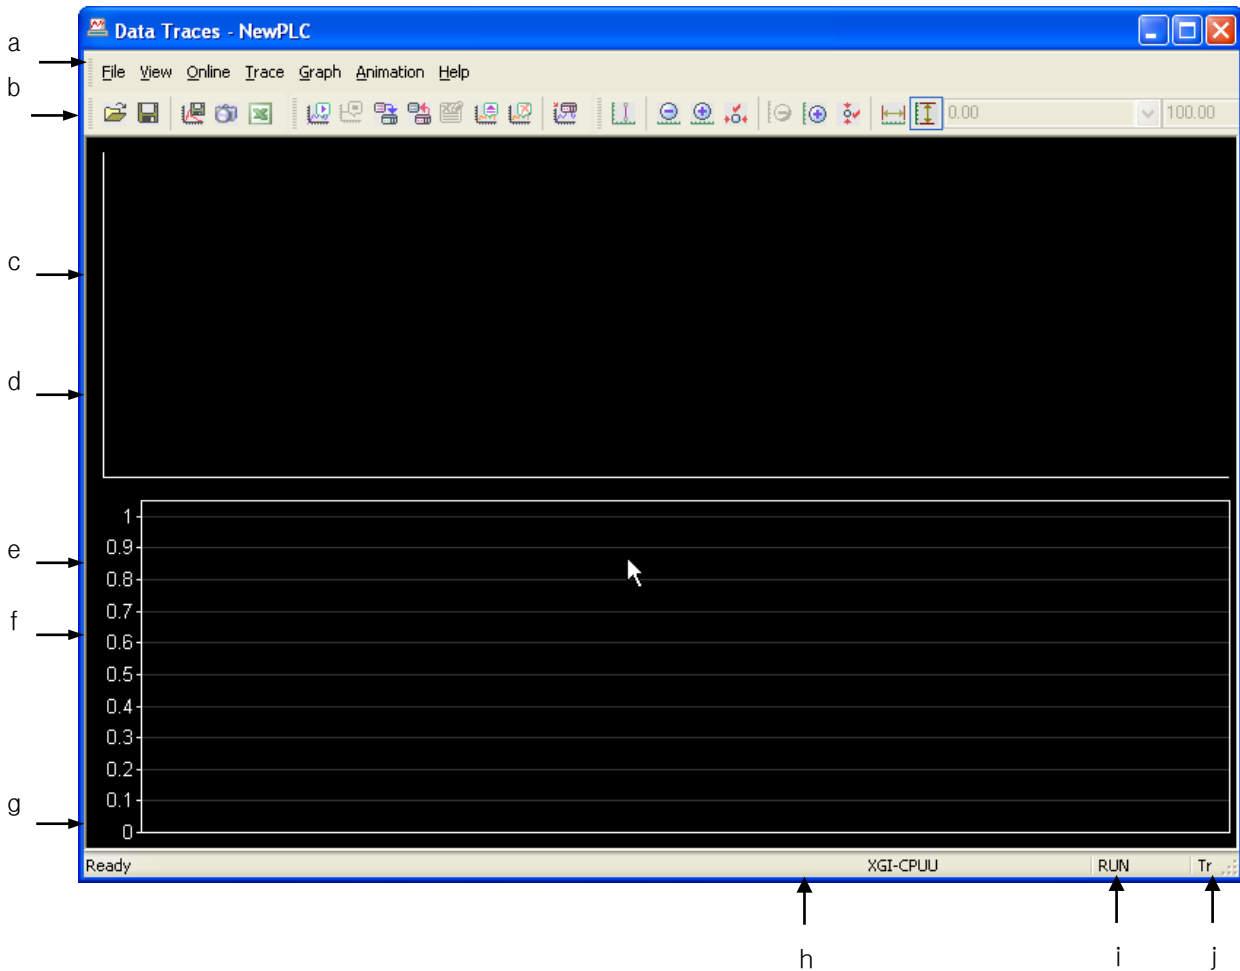 Data Traces - NewPLC
a
File View Online Trace Graph Animation Help
b
0.00 100.00
c
d
1
0.9
e
0.8
0.7
f
0.6
0.5
0.4
0.3
0.2
g
0.1
0
Ready XGI-CPUU RUN Tr
h i j